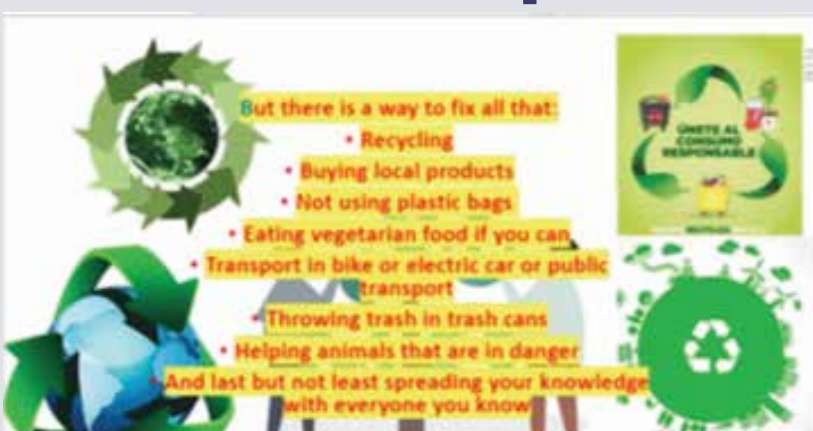 But there is a way to fix all that:
• Recycling
• Buying local products
• Not using plastic bags
• Eating vegetarian food if you can
• Transport in bike or electric car or public
transport
• Throwing trash in trash cans
• Helping animals that are in danger
• And last but not least spreading your knowledge
with everyone you know
ÚNETE AL
CONSUMO
RESPONSABLE